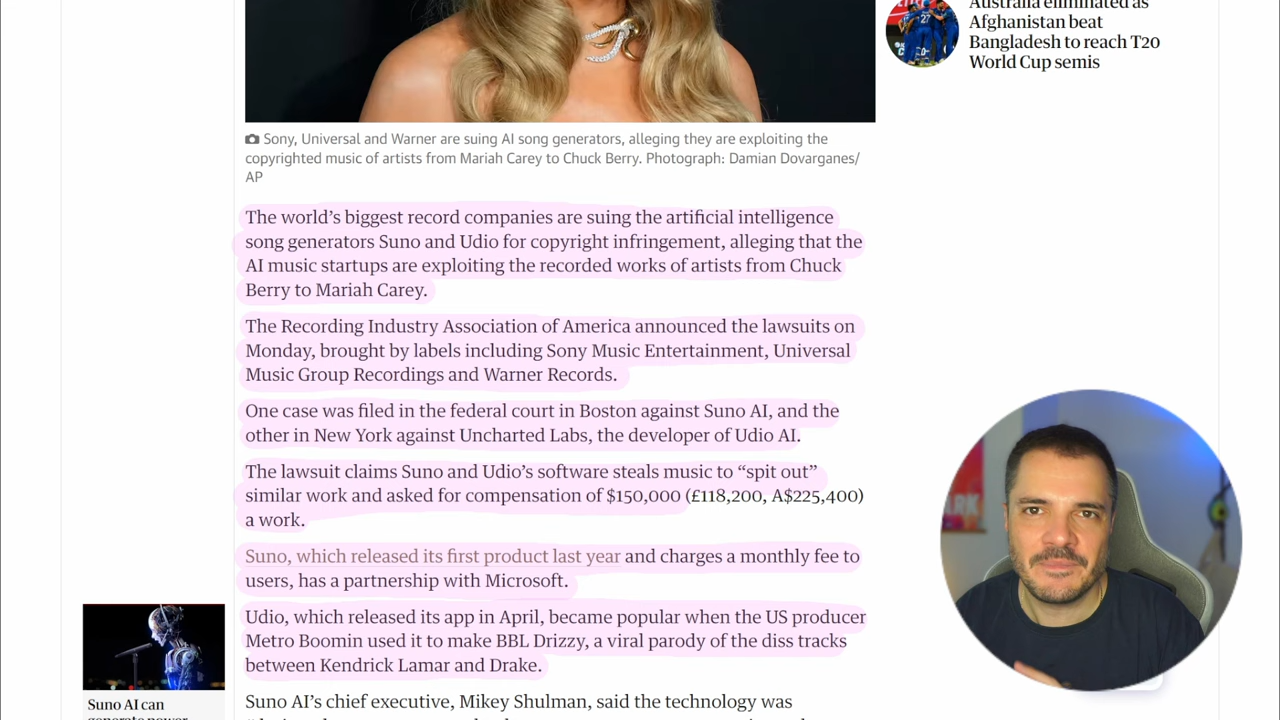 Australia eliminated as
Afghanistan beat
Bangladesh to reach T20
World Cup semis
Sony, Universal and Warner are suing AI song generators, alleging they are exploiting the
copyrighted music of artists from Mariah Carey to Chuck Berry. Photograph: Damian Dovarganes/
AP
The world’s biggest record companies are suing the artificial intelligence
song generators Suno and Udio for copyright infringement, alleging that the
AI music startups are exploiting the recorded works of artists from Chuck
Berry to Mariah Carey.
The Recording Industry Association of America announced the lawsuits on
Monday, brought by labels including Sony Music Entertainment, Universal
Music Group Recordings and Warner Records.
One case was filed in the federal court in Boston against Suno AI, and the
other in New York against Uncharted Labs, the developer of Udio AI.
The lawsuit claims Suno and Udio’s software steals music to “spit out”
similar work and asked for compensation of $150,000 (£118,200, A$225,400)
a work.
Suno, which released its first product last year and charges a monthly fee to
users, has a partnership with Microsoft.
Udio, which released its app in April, became popular when the US producer
Metro Boomin used it to make BBL Drizzy, a viral parody of the diss tracks
between Kendrick Lamar and Drake.
Suno AI’s chief executive, Mikey Shulman, said the technology was
Suno AI can
generate power